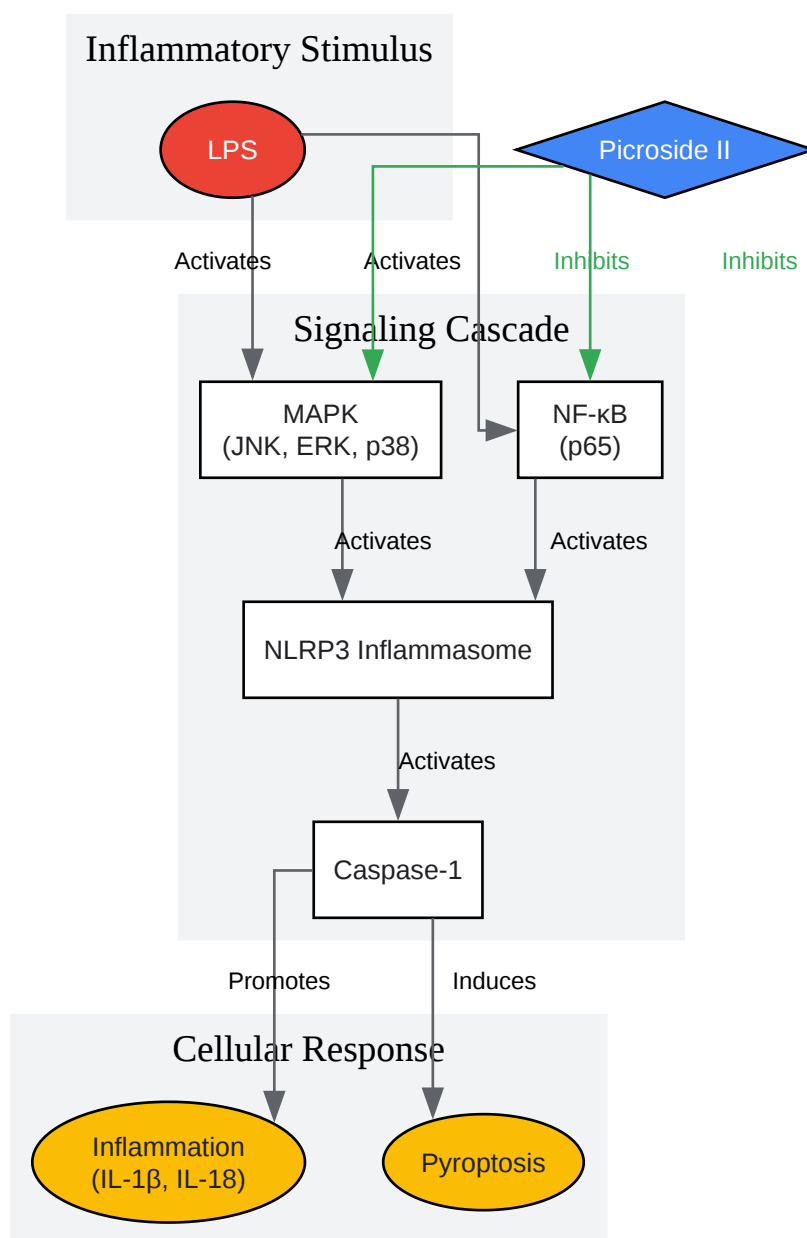 Inflammatory Stimulus
LPS
Picroside II
Activates
Activates
Inhibits
Inhibits
Signaling Cascade
MAPK
(JNK, ERK, p38)
NF-κB
(p65)
Activates
Activates
NLRP3 Inflammasome
Activates
Caspase-1
Promotes
Induces
Cellular Response
Inflammation
(IL-1β, IL-18)
Pyroptosis